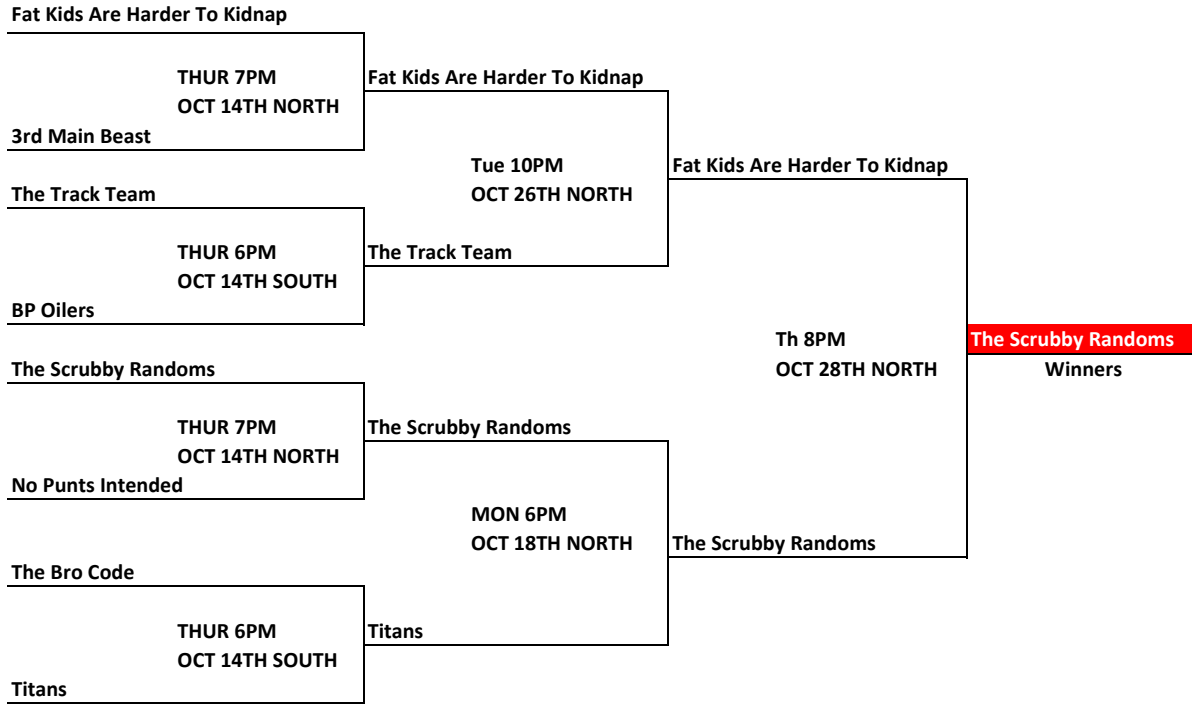 Fat Kids Are Harder To Kidnap
THUR 7PM
OCT 14TH NORTH
3rd Main Beast
Fat Kids Are Harder To Kidnap
The Track Team
THUR 6PM
OCT 14TH SOUTH
BP Oilers
The Track Team
Tue 10PM
OCT 26TH NORTH
Fat Kids Are Harder To Kidnap
The Scrubby Randoms
THUR 7PM
OCT 14TH NORTH
No Punts Intended
The Scrubby Randoms
The Bro Code
THUR 6PM
OCT 14TH SOUTH
Titans
Titans
MON 6PM
OCT 18TH NORTH
The Scrubby Randoms
Th 8PM
OCT 28TH NORTH
The Scrubby Randoms
Winners